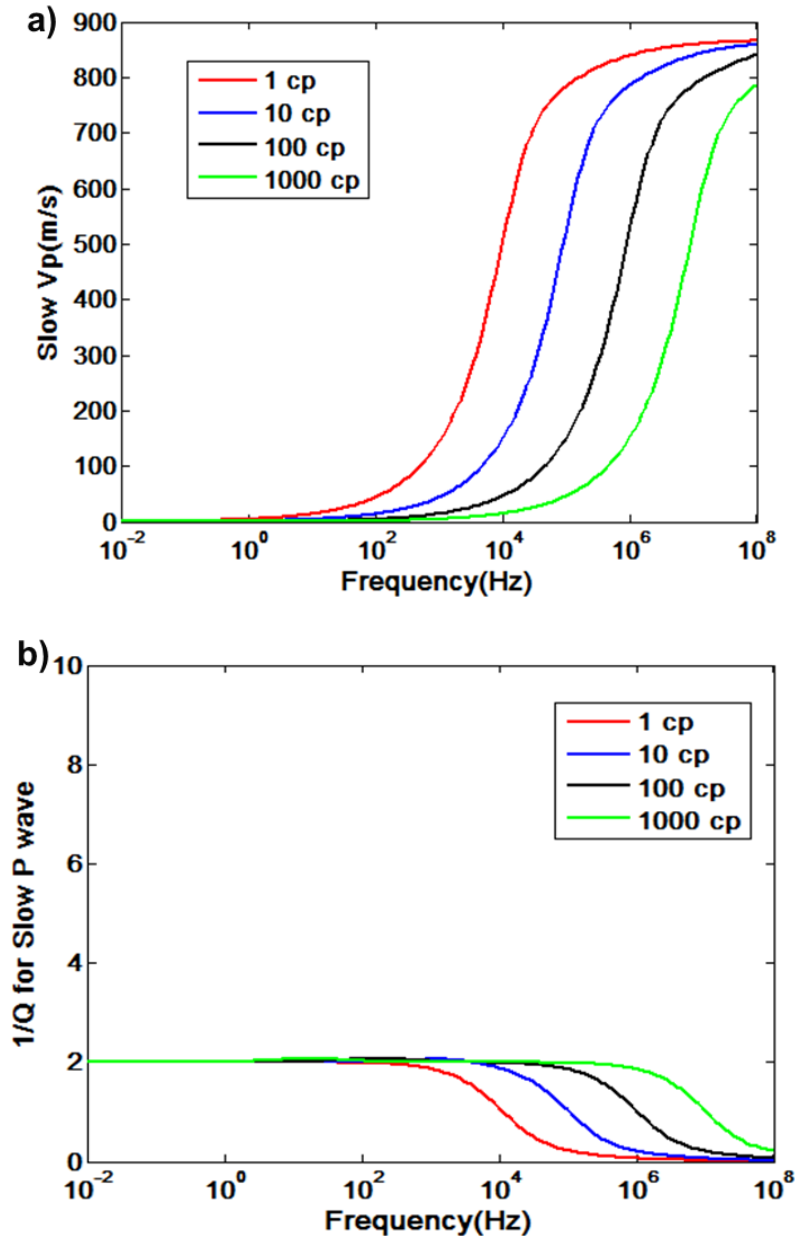 a)
900
800
700
600
500
400
300
200
100
0
Slow Vp(m/s)
1 cp
10 cp
100 cp
1000 cp
10^-2 10^0 10^2 10^4 10^6 10^8
Frequency(Hz)
b)
10
8
6
4
2
0
1/Q for Slow P wave
1 cp
10 cp
100 cp
1000 cp
10^-2 10^0 10^2 10^4 10^6 10^8
Frequency(Hz)